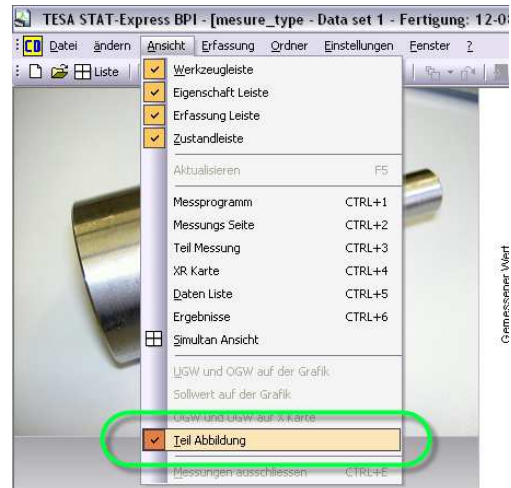 TESA STAT-Express BPI - [mesure_type - Data set 1 - Fertigung: 12-0
Datei ändern Ansicht Erfassung Ordner Einstellungen Fenster ?
Liste
Werkzeugleiste
Eigenschaft Leiste
Erfassung Leiste
Zustandleiste
Aktualisieren F5
Messprogramm CTRL+1
Messungs Seite CTRL+2
Teil Messung CTRL+3
XR Karte CTRL+4
Daten Liste CTRL+5
Ergebnisse CTRL+6
Simultan Ansicht
UGW und OGW auf der Grafik
Sollwert auf der Grafik
OGW und UGW auf X Karte
Teil Abbildung
Messungen ausschliessen CTRL+E
Gemessener Wert